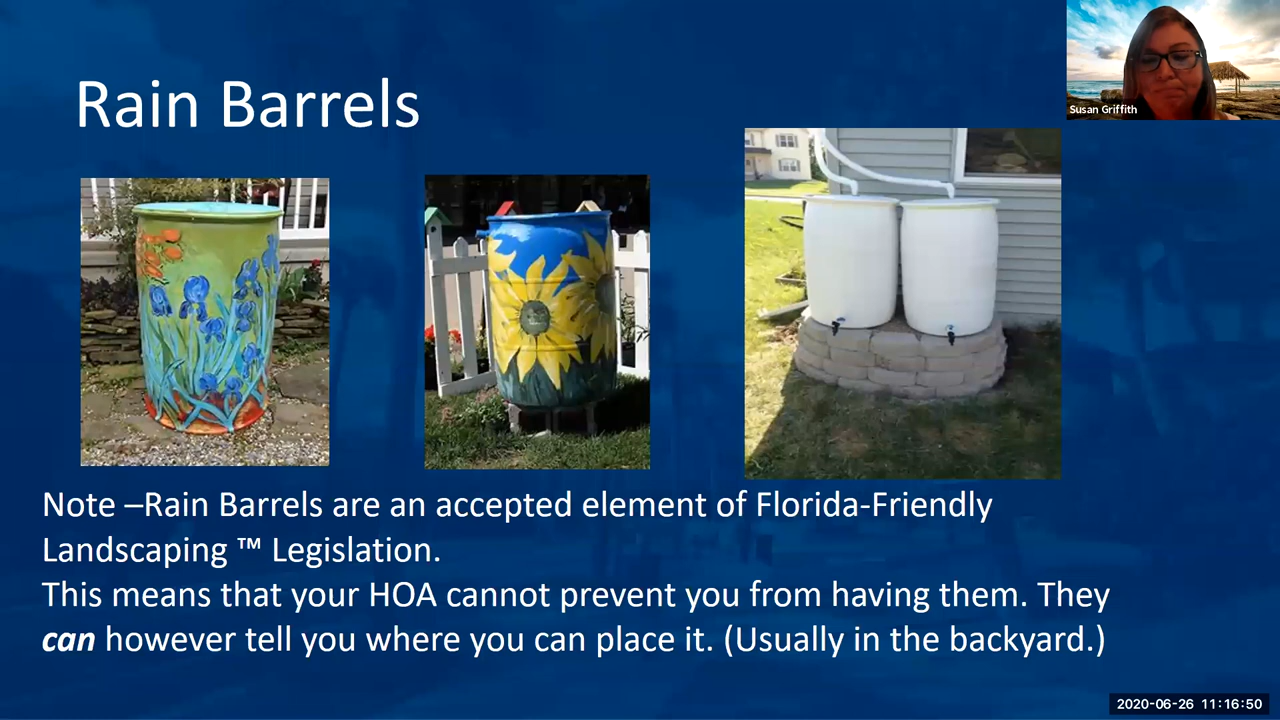 Susan Griffith
Rain Barrels
Note –Rain Barrels are an accepted element of Florida-Friendly
Landscaping ™ Legislation.
This means that your HOA cannot prevent you from having them. They
can however tell you where you can place it. (Usually in the backyard.)
2020-06-26 11:16:50